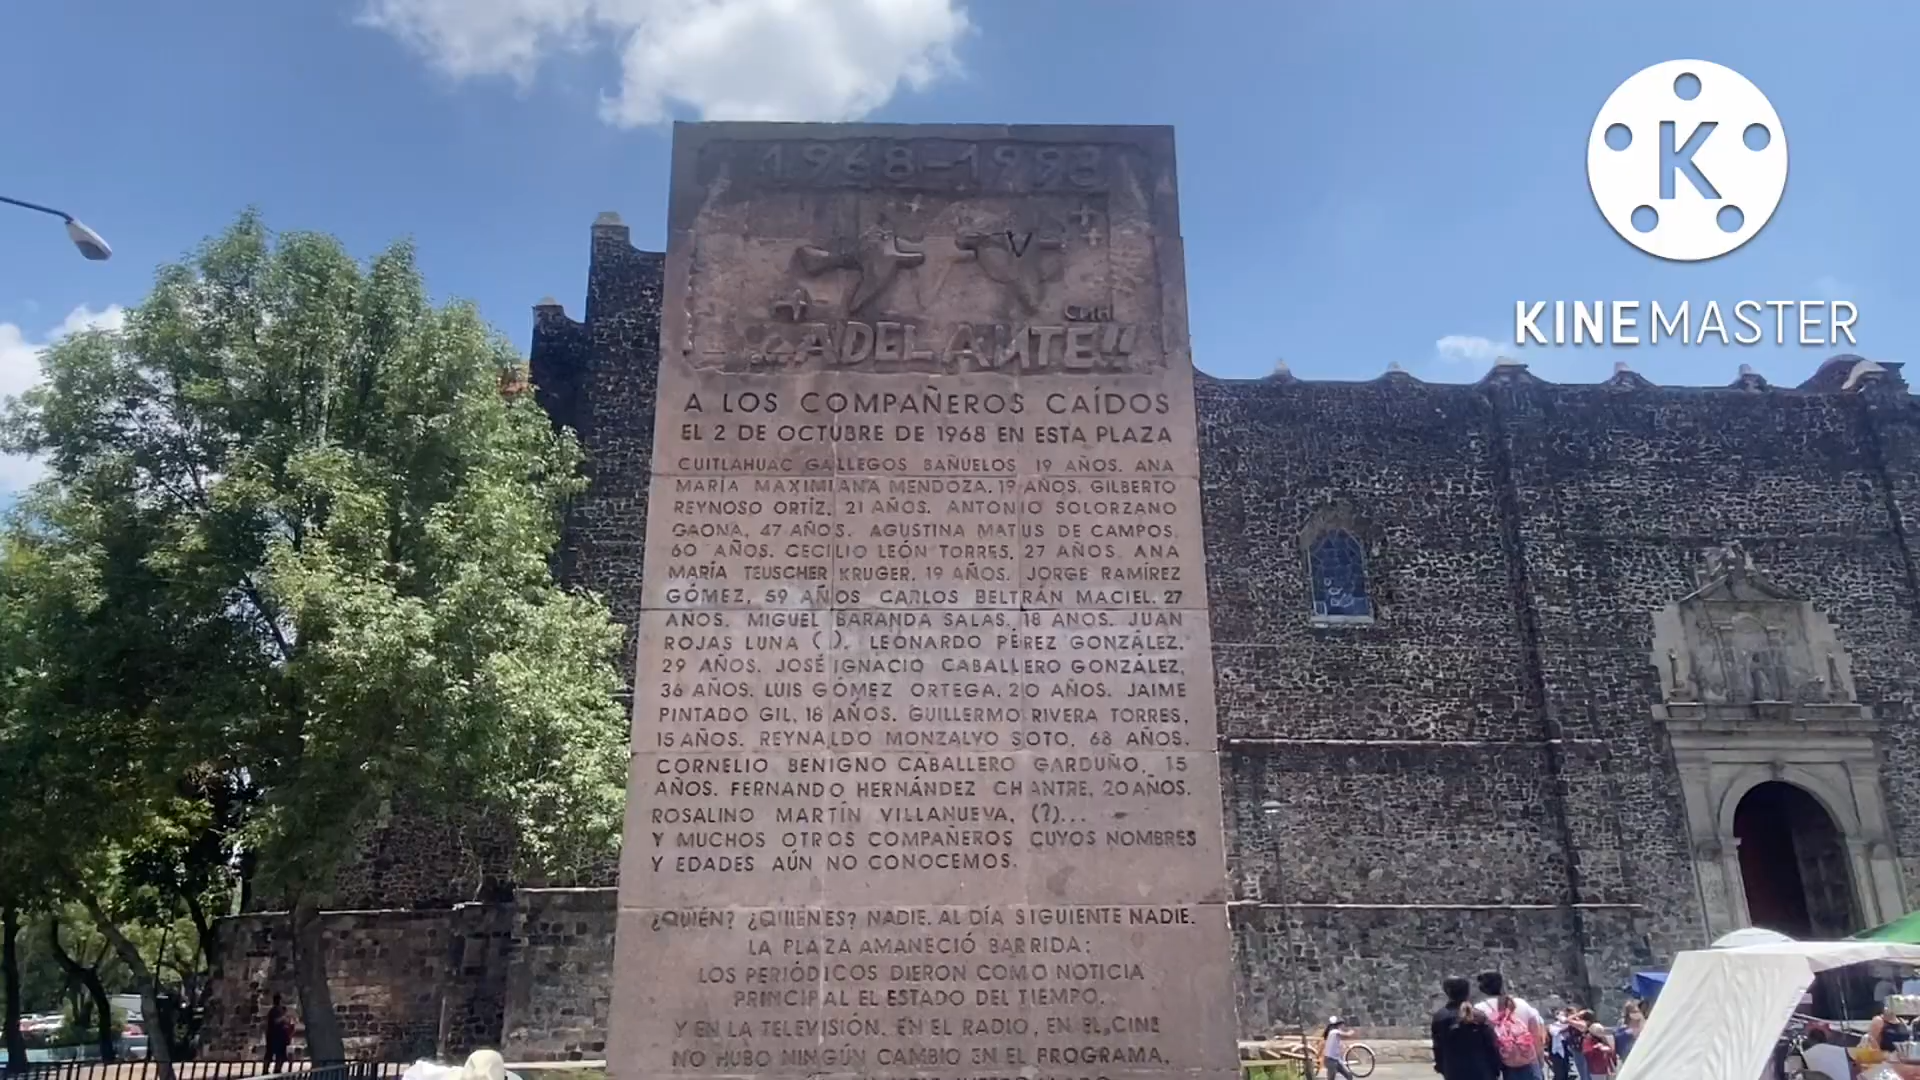 1968-1993
¡¡ADELANTE!!
A LOS COMPAÑEROS CAÍDOS
EL 2 DE OCTUBRE DE 1968 EN ESTA PLAZA
CUITLAHUAC GALLEGOS BAÑUELOS 19 AÑOS. ANA
MARÍA MAXIMIANA MENDOZA. 19 AÑOS. GILBERTO
REYNOSO ORTÍZ. 21 AÑOS. ANTONIO SOLORZANO
GAONA, 47 AÑOS. AGUSTINA MATUS DE CAMPOS.
60 AÑOS. CECILIO LEÓN TORRES, 27 AÑOS. ANA
MARÍA TEUSCHER KRUGER. 19 AÑOS. JORGE RAMÍREZ
GÓMEZ, 59 AÑOS CARLOS BELTRÁN MACIEL. 27
AÑOS. MIGUEL BARANDA SALAS. 18 AÑOS. JUAN
ROJAS LUNA ( ). LEONARDO PÉREZ GONZÁLEZ.
29 AÑOS. JOSÉ IGNACIO CABALLERO GONZÁLEZ,
36 AÑOS. LUIS GÓMEZ ORTEGA. 20 AÑOS. JAIME
PINTADO GIL, 18 AÑOS. GUILLERMO RIVERA TORRES,
15 AÑOS. REYNALDO MONZALVO SOTO, 68 AÑOS.
CORNELIO BENIGNO CABALLERO GARDUÑO, 15
AÑOS. FERNANDO HERNÁNDEZ CHANTRE, 20 AÑOS.
ROSALINO MARTÍN VILLANUEVA, (?)...
Y MUCHOS OTROS COMPAÑEROS CUYOS NOMBRES
Y EDADES AÚN NO CONOCEMOS.
¿QUIÉN? ¿QUIENES? NADIE. AL DÍA SIGUIENTE NADIE.
LA PLAZA AMANECIÓ BARRIDA:
LOS PERIÓDICOS DIERON COMO NOTICIA
PRINCIPAL EL ESTADO DEL TIEMPO.
Y EN LA TELEVISIÓN. EN EL RADIO, EN EL CINE
NO HUBO NINGÚN CAMBIO EN EL PROGRAMA.
K
KINEMASTER